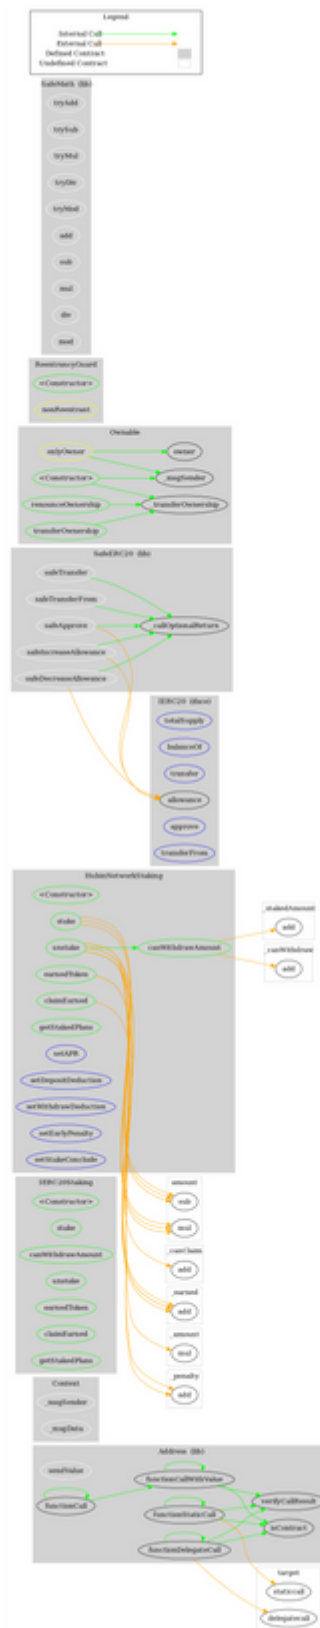 Legend
Internal Call
External Call
Defined Contract
Undefined Contract
SafeMath (lib)
tryAdd
trySub
tryMul
tryDiv
tryMod
add
sub
mul
div
mod
ReentrancyGuard
<Constructor>
nonReentrant
Ownable
onlyOwner
owner
<Constructor>
_msgSender
renounceOwnership
_transferOwnership
transferOwnership
SafeERC20 (lib)
safeTransfer
safeTransferFrom
safeApprove
_callOptionalReturn
safeIncreaseAllowance
safeDecreaseAllowance
IERC20 (iface)
totalSupply
balanceOf
transfer
allowance
approve
transferFrom
<Constructor>
stake
unstake
canWithdrawAmount
earnedToken
claimEarned
getStakedPlans
setAPR
setDepositDeduction
setWithdrawDeduction
setEarlyPenalty
setStakeConclude
_stakedAmount
add
_canWithdraw
add
IERC20Staking
<Constructor>
stake
canWithdrawAmount
unstake
earnedToken
claimEarned
getStakedPlans
amount
sub
mul
_canClaim
add
_earned
add
_amount
mul
_penalty
add
Context
_msgSender
_msgData
Address (lib)
sendValue
functionCall
functionCallWithValue
functionStaticCall
functionDelegateCall
verifyCallResult
isContract
target
staticcall
delegatecall